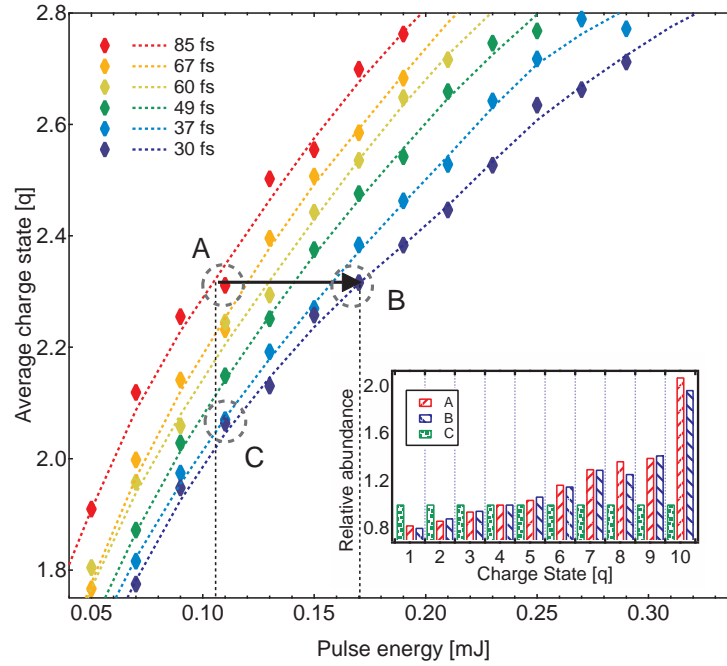 2.8
2.6
2.4
2.2
2.0
1.8
Average charge state [q]
85 fs
67 fs
60 fs
49 fs
37 fs
30 fs
A
B
C
2.0
1.6
1.2
0.8
Relative abundance
A
B
C
1 2 3 4 5 6 7 8 9 10
Charge State [q]
0.05 0.10 0.15 0.20 0.25 0.30
Pulse energy [mJ]